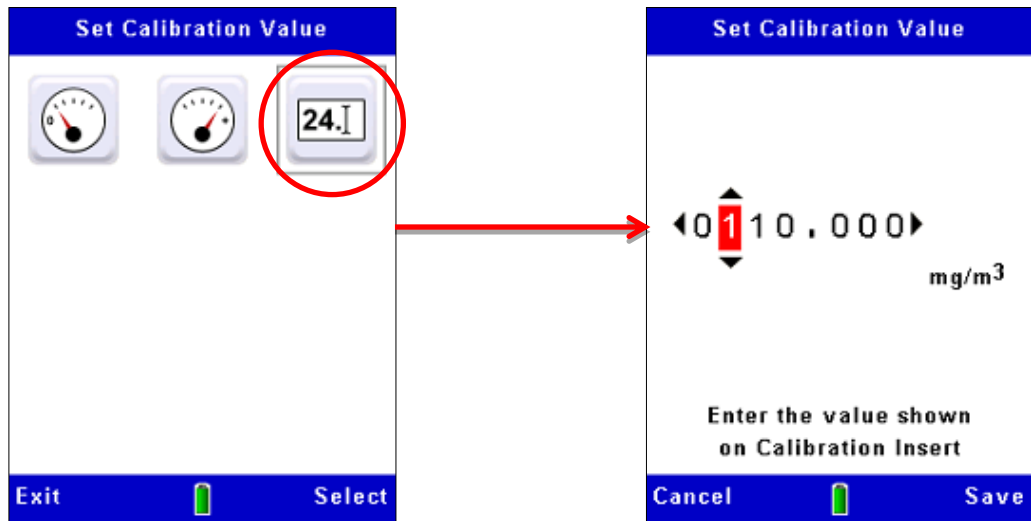 Set Calibration Value
0
+
24.
Exit
Select
Set Calibration Value
0110.000
mg/m³
Enter the value shown
on Calibration Insert
Cancel
Save